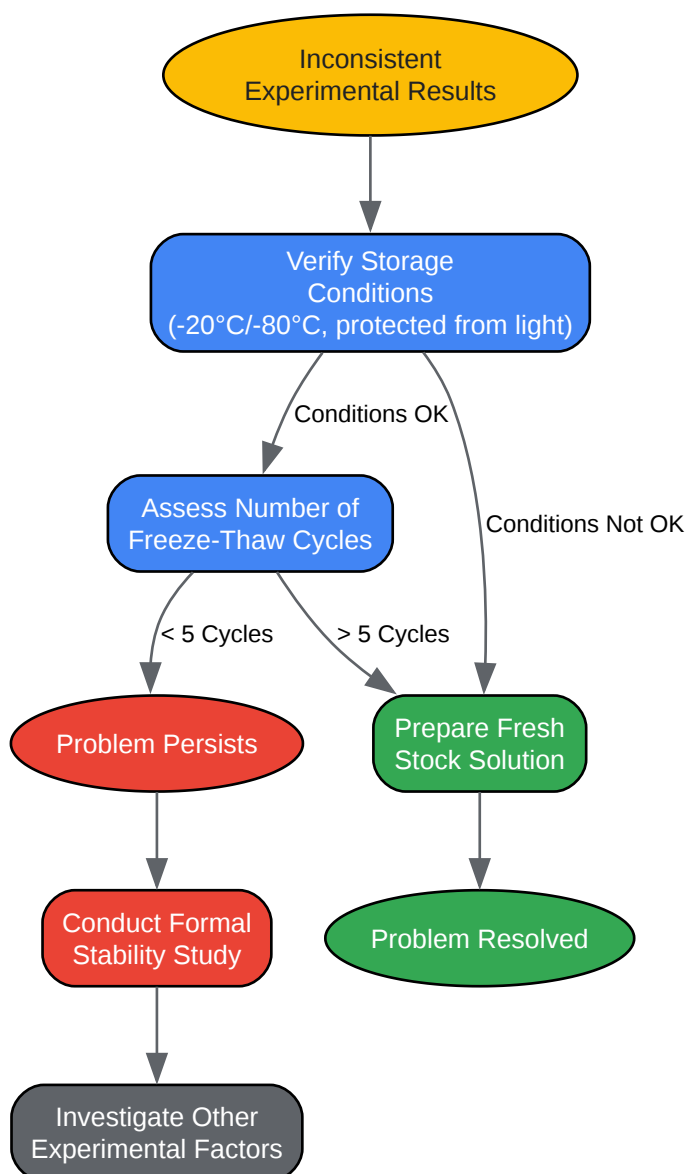 Inconsistent
Experimental Results
Verify Storage
Conditions
(-20°C/-80°C, protected from light)
Conditions OK
Assess Number of
Freeze-Thaw Cycles
Conditions Not OK
< 5 Cycles
> 5 Cycles
Problem Persists
Prepare Fresh
Stock Solution
Conduct Formal
Stability Study
Problem Resolved
Investigate Other
Experimental Factors